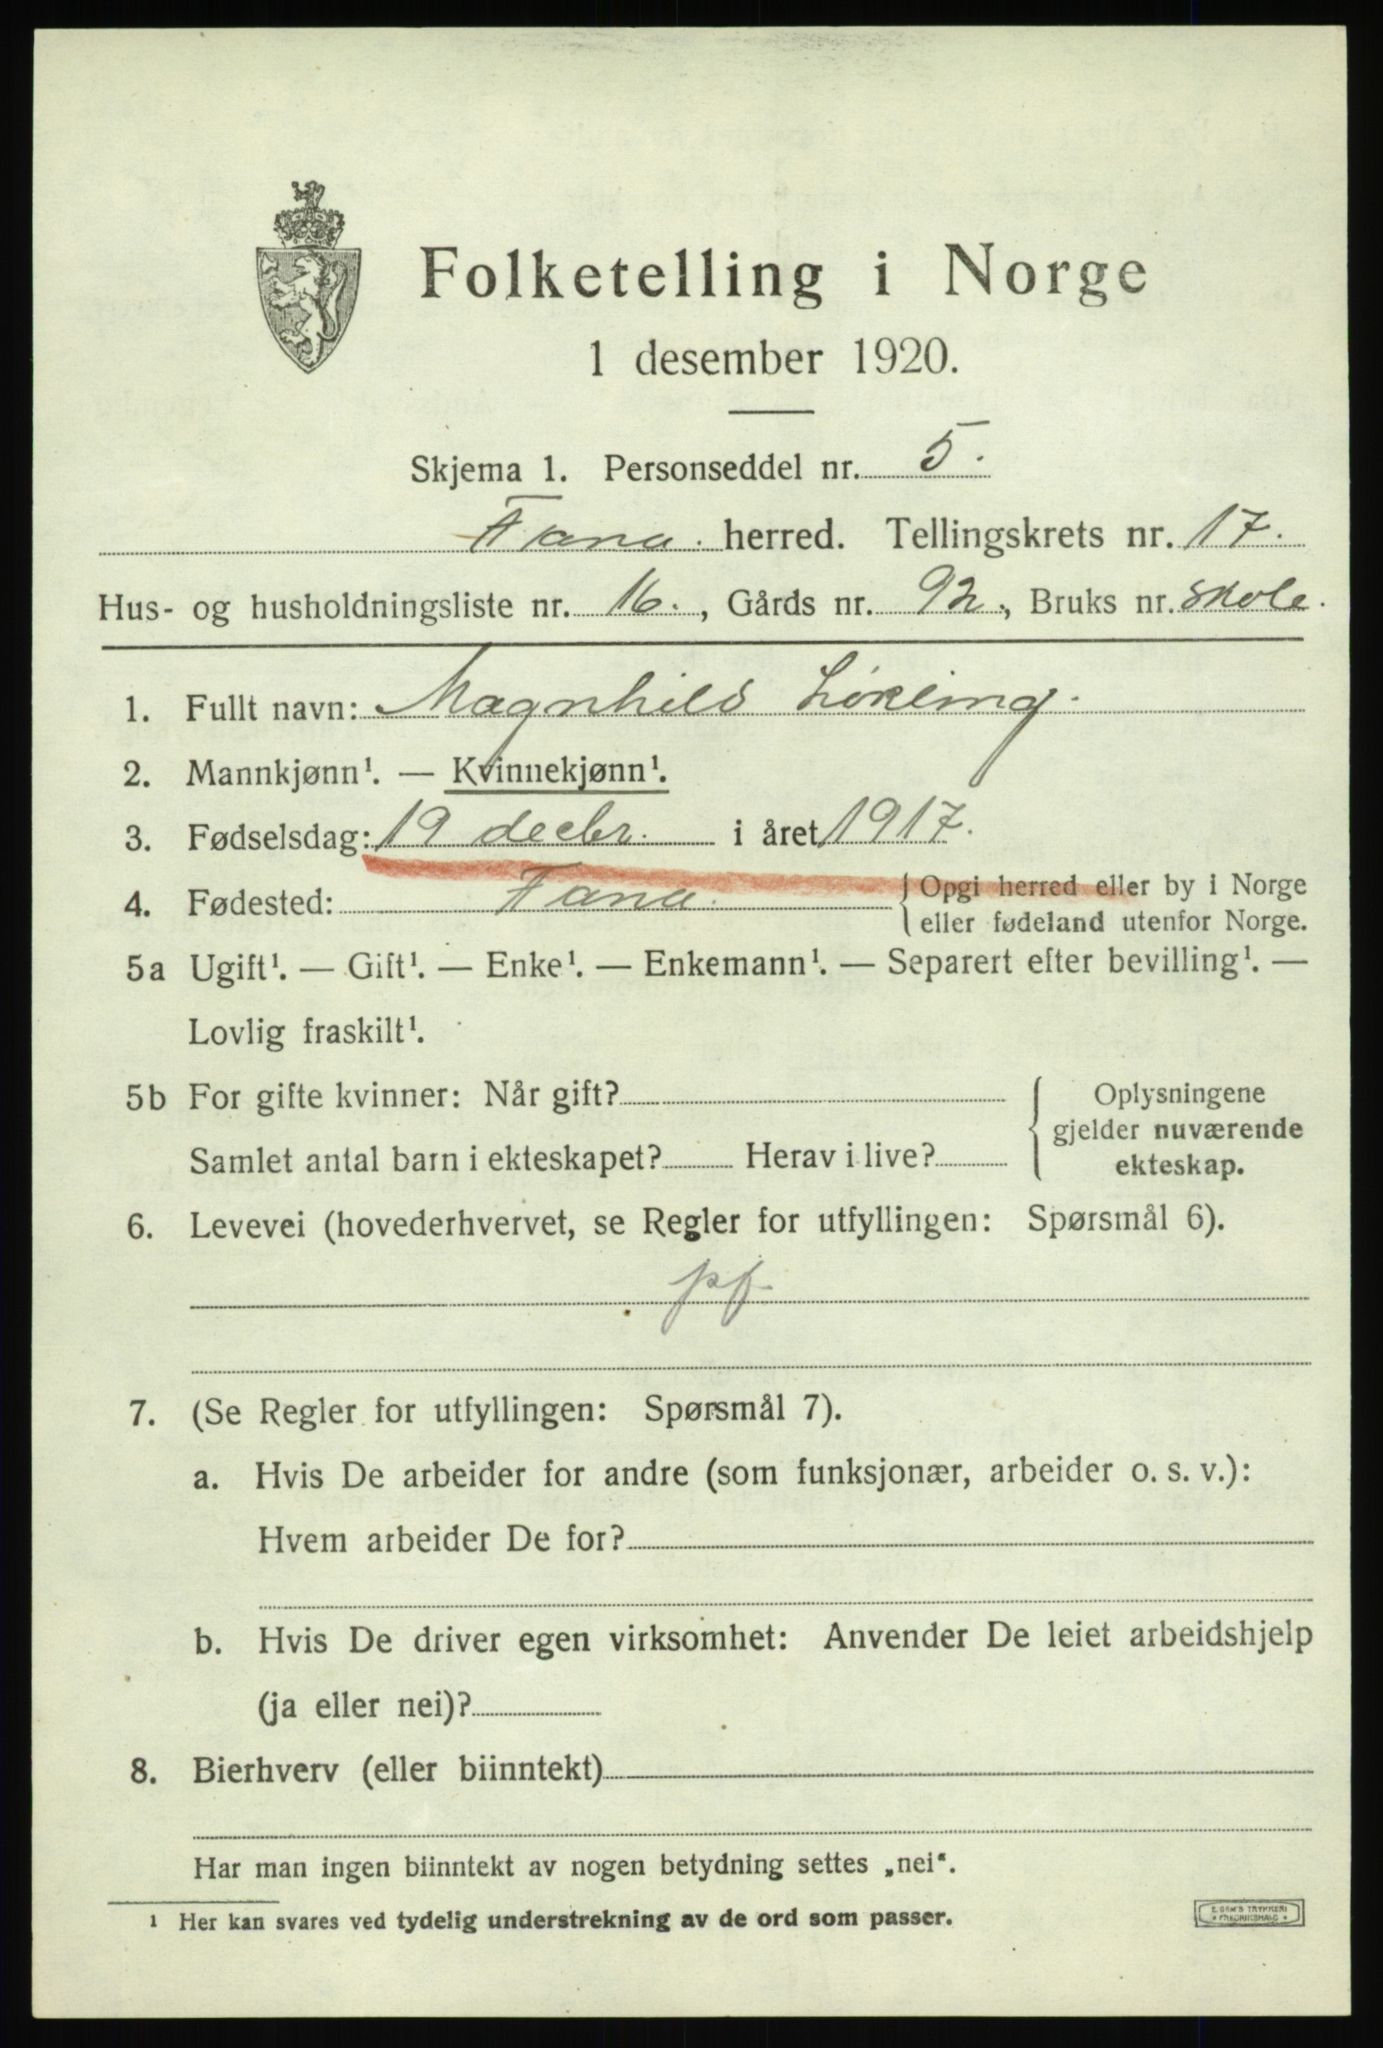 Folketelling i Norge
1 desember 1920.
Skjema 1. Personseddel nr. 5.
Fana. herred. Tellingskrets nr. 17.
Hus- og husholdningsliste nr. 16., Gårds nr. 92., Bruks nr. Skole.
1. Fullt navn: Magnhild Løkling.
2. Mannkjønn¹. — Kvinnekjønn¹.
3. Fødselsdag: 19 decbr. i året 1917.
4. Fødested: Fana. { Opgi herred eller by i Norge
eller fødeland utenfor Norge.
5a Ugift¹. — Gift¹. — Enke¹. — Enkemann¹. — Separert efter bevilling¹. —
Lovlig fraskilt¹.
5b For gifte kvinner: Når gift? { Oplysningene
gjelder nuværende
Samlet antal barn i ekteskapet? Herav i live? ekteskap.
6. Levevei (hovederhvervet, se Regler for utfyllingen: Spørsmål 6).
pf
7. (Se Regler for utfyllingen: Spørsmål 7).
a. Hvis De arbeider for andre (som funksjonær, arbeider o. s. v.):
Hvem arbeider De for?
b. Hvis De driver egen virksomhet: Anvender De leiet arbeidshjelp
(ja eller nei)?
8. Bierhverv (eller biinntekt)
Har man ingen biinntekt av nogen betydning settes „nei“.
¹ Her kan svares ved tydelig understrekning av de ord som passer.
E. SEM'S TRYKKERI
FREDRIKSHALD